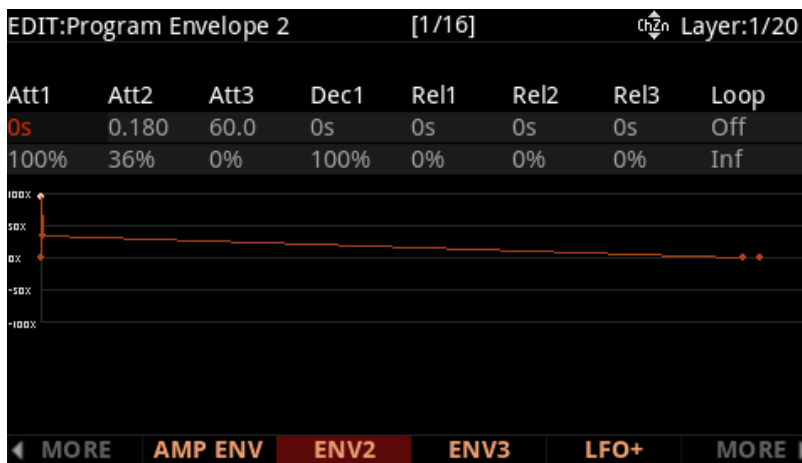 EDIT:Program Envelope 2 [1/16] ChZn Layer:1/20
Att1 Att2 Att3 Dec1 Rel1 Rel2 Rel3 Loop
0s 0.180 60.0 0s 0s 0s 0s Off
100% 36% 0% 100% 0% 0% 0% Inf
100%
50%
0%
-50%
-100%
MORE AMP ENV ENV2 ENV3 LFO+ MORE